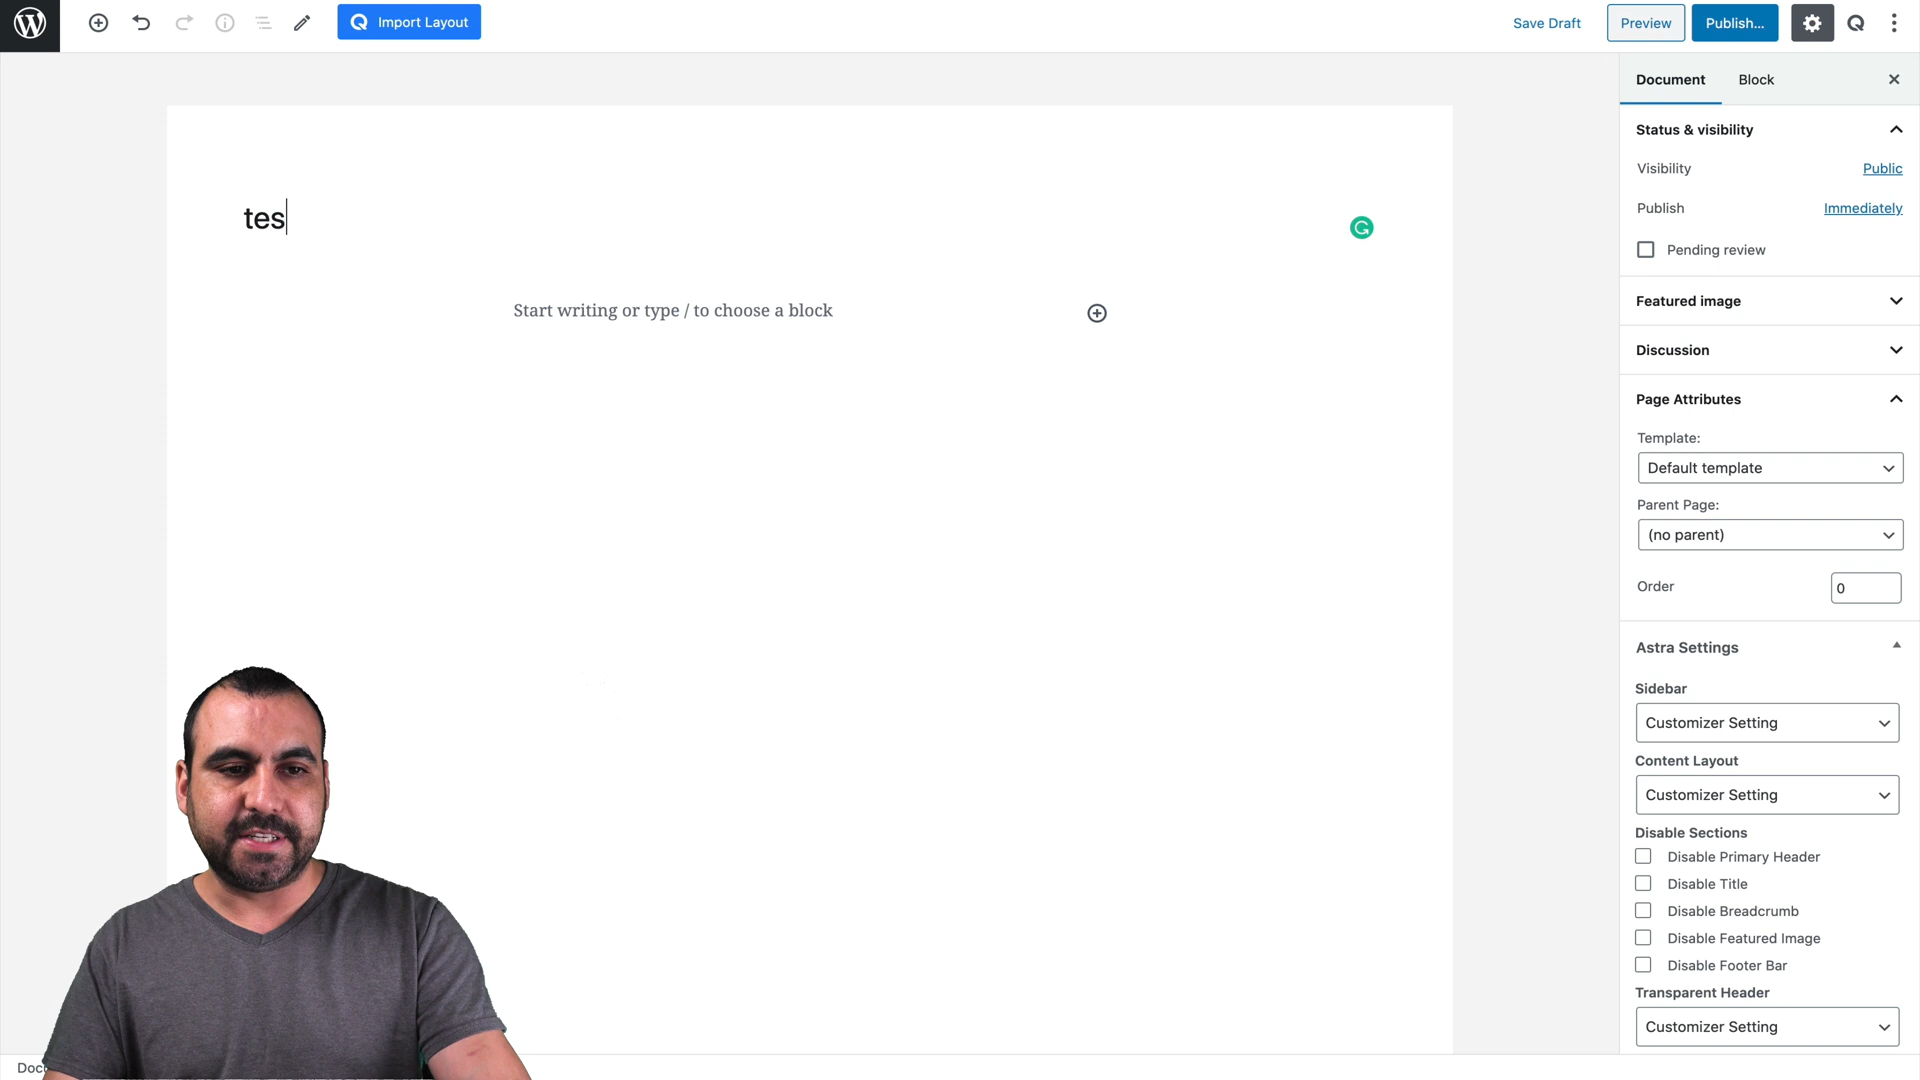 Import Layout
Save Draft
Preview
Publish...
Document
Block
Status & visibility
Visibility
Public
Publish
Immediately
Pending review
Featured image
Discussion
Page Attributes
Template:
Default template
Parent Page:
(no parent)
Order
0
Astra Settings
Sidebar
Customizer Setting
Content Layout
Customizer Setting
Disable Sections
Disable Primary Header
Disable Title
Disable Breadcrumb
Disable Featured Image
Disable Footer Bar
Transparent Header
Customizer Setting
tes
Start writing or type / to choose a block